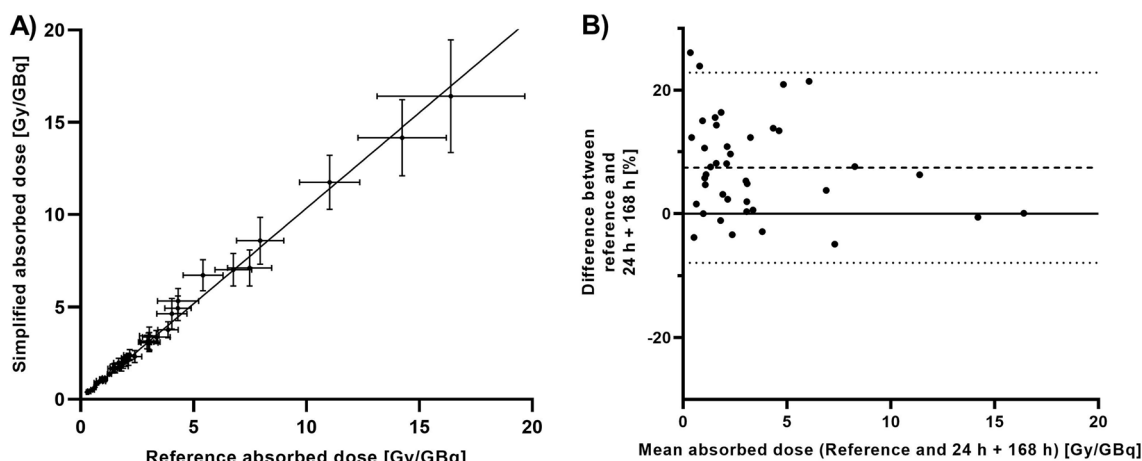 A)
Simplified absorbed dose [Gy/GBq]
20
15
10
5
0
0 5 10 15 20
Reference absorbed dose [Gy/GBq]
B)
Difference between
reference and
24 h + 168 h [%]
20
0
-20
0 5 10 15 20
Mean absorbed dose (Reference and 24 h + 168 h) [Gy/GBq]